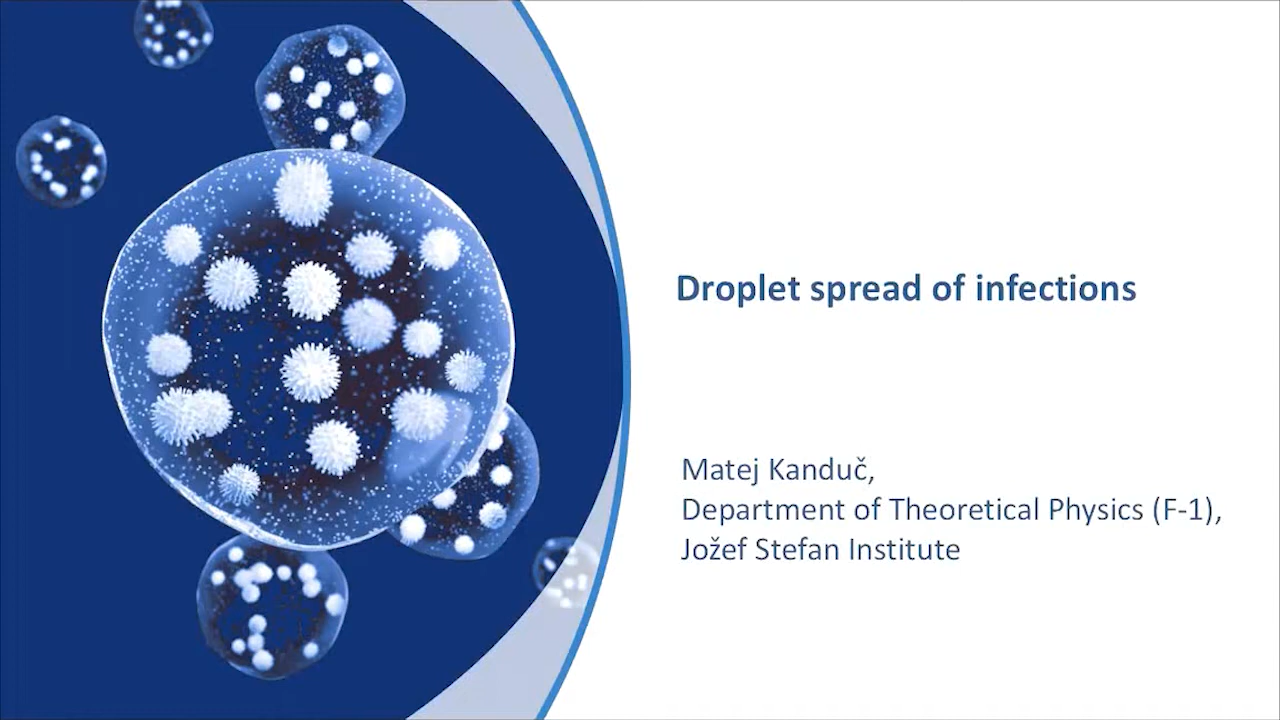 Droplet spread of infections
Matej Kanduč,
Department of Theoretical Physics (F-1),
Jožef Stefan Institute